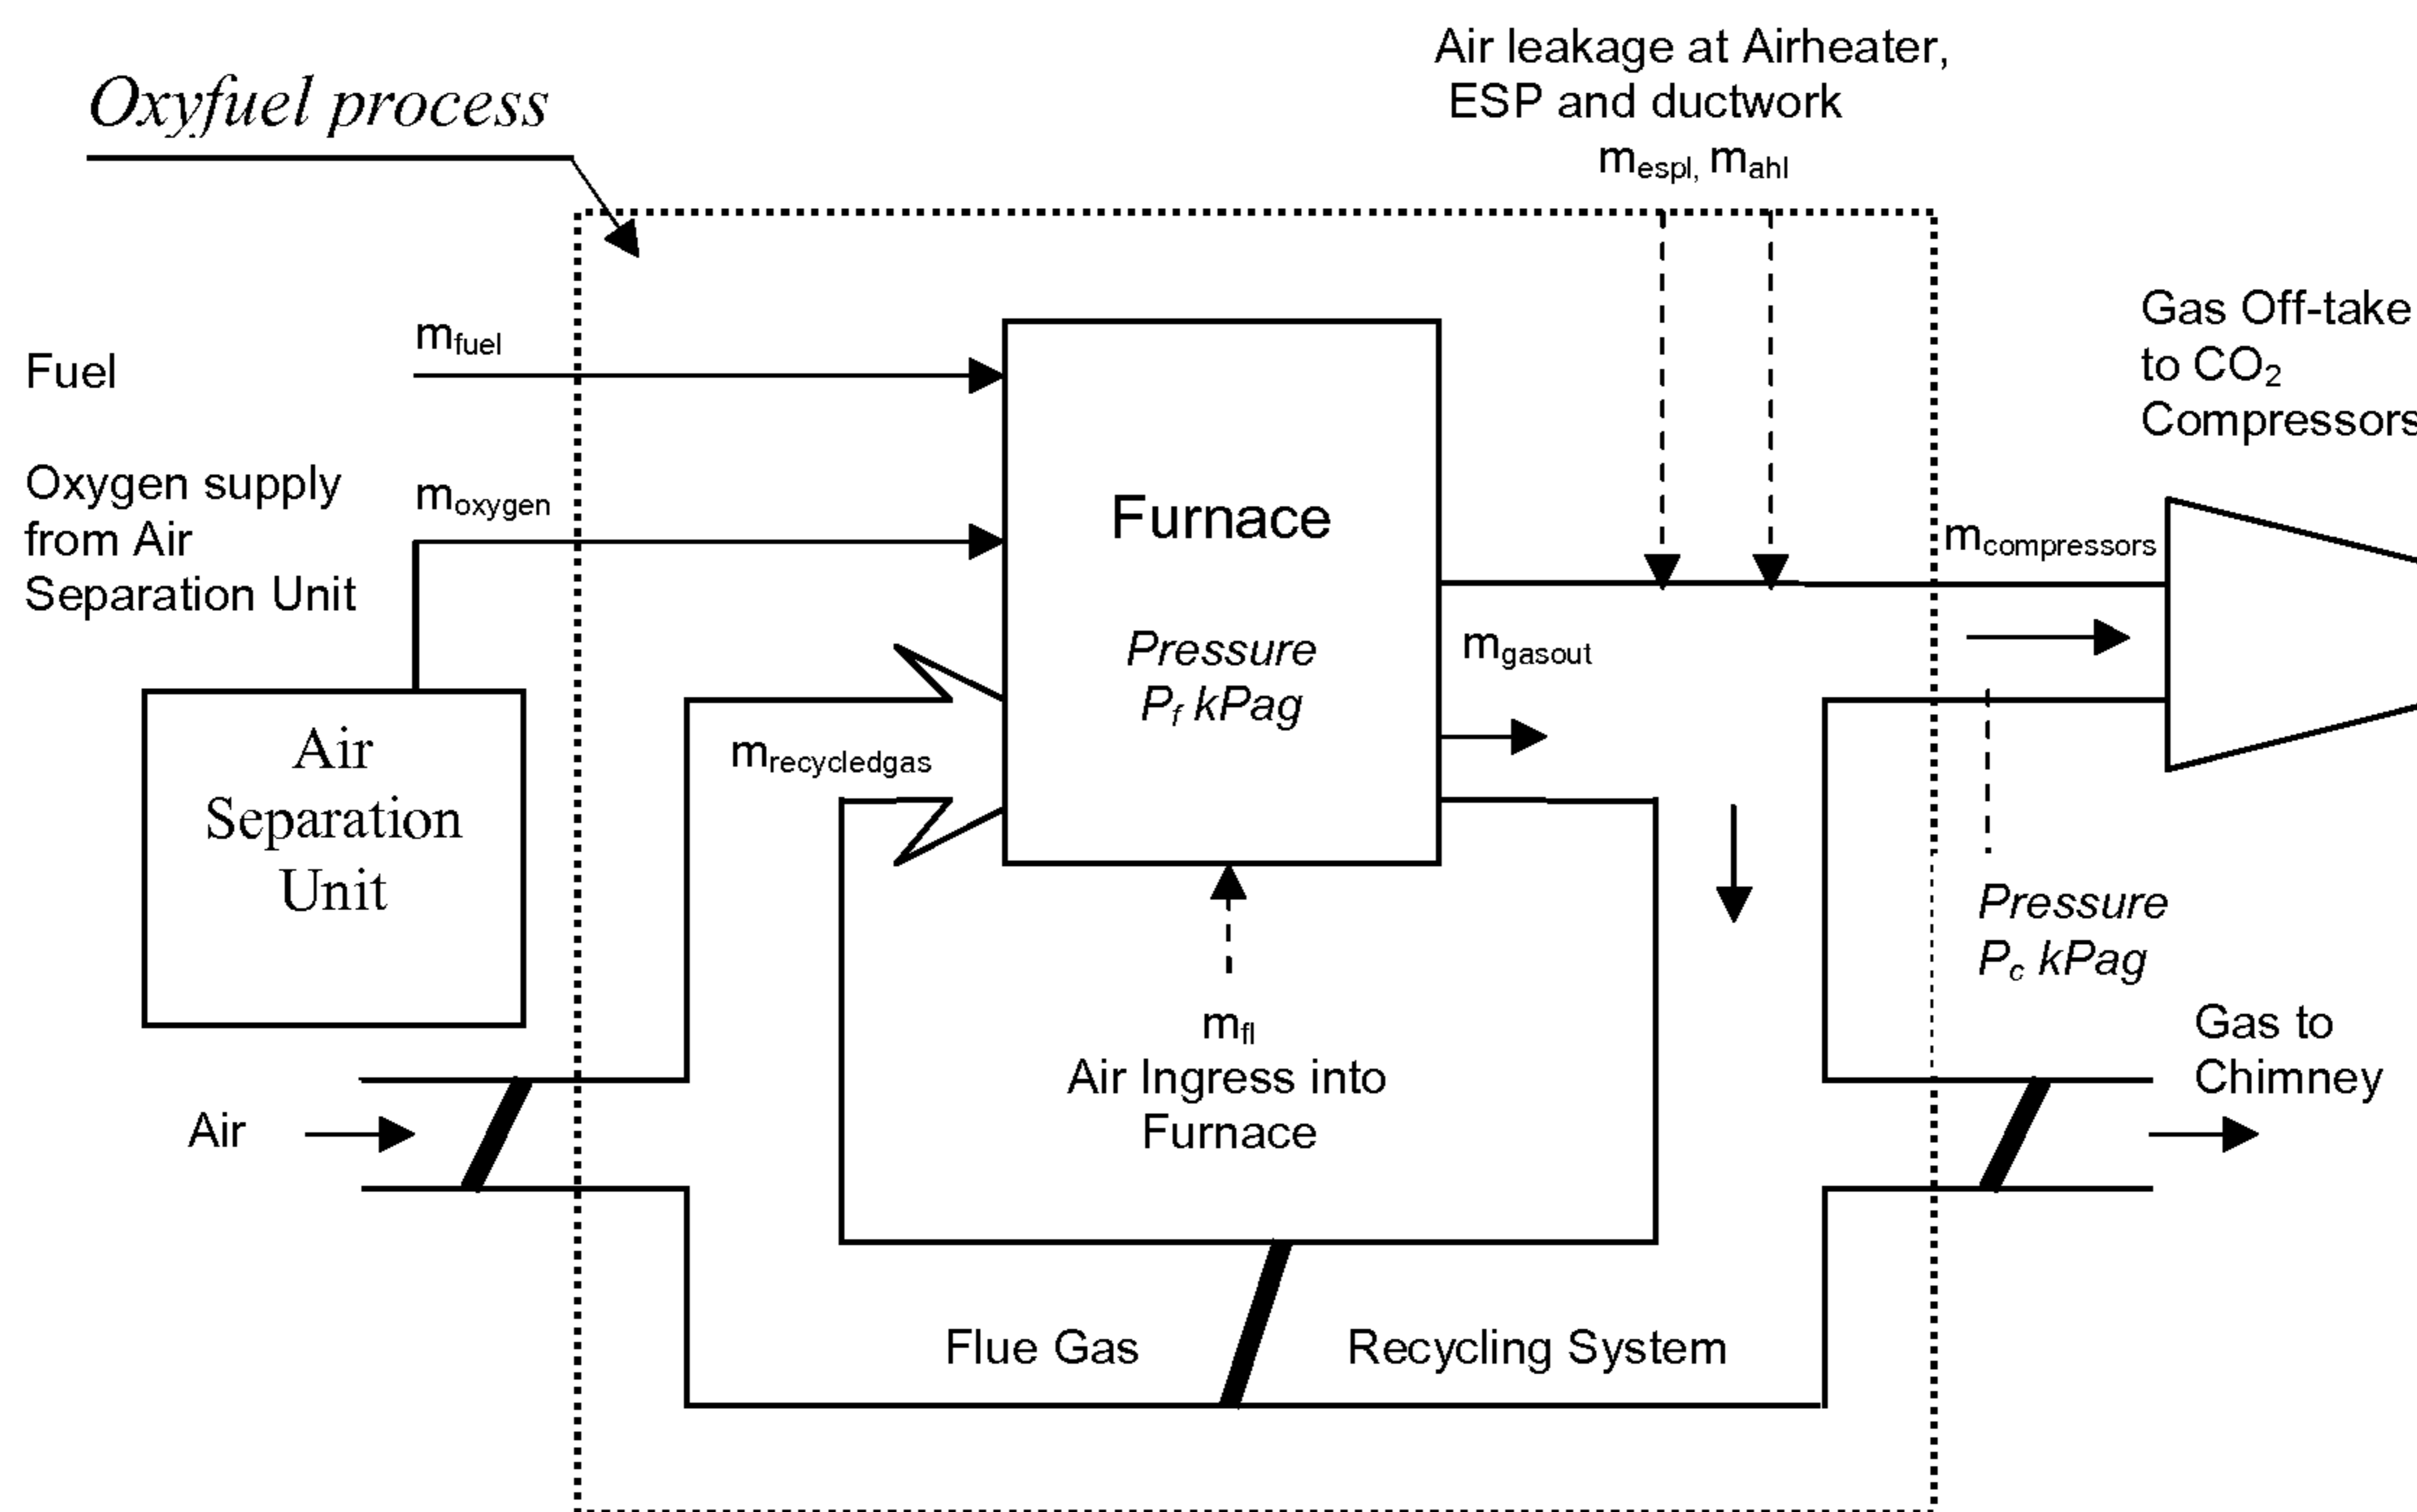 Air leakage at Airheater,
ESP and ductwork
mespl, mahl
Oxyfuel process
Gas Off-take
to CO2
Compressors
mfuel
Fuel
Oxygen supply
from Air
Separation Unit
moxygen
Furnace
Pressure
Pf kPag
mcompressors
mgasout
mrecycledgas
Air
Separation
Unit
Pressure
Pc kPag
mfl
Air Ingress into
Furnace
Gas to
Chimney
Air
Flue Gas
Recycling System